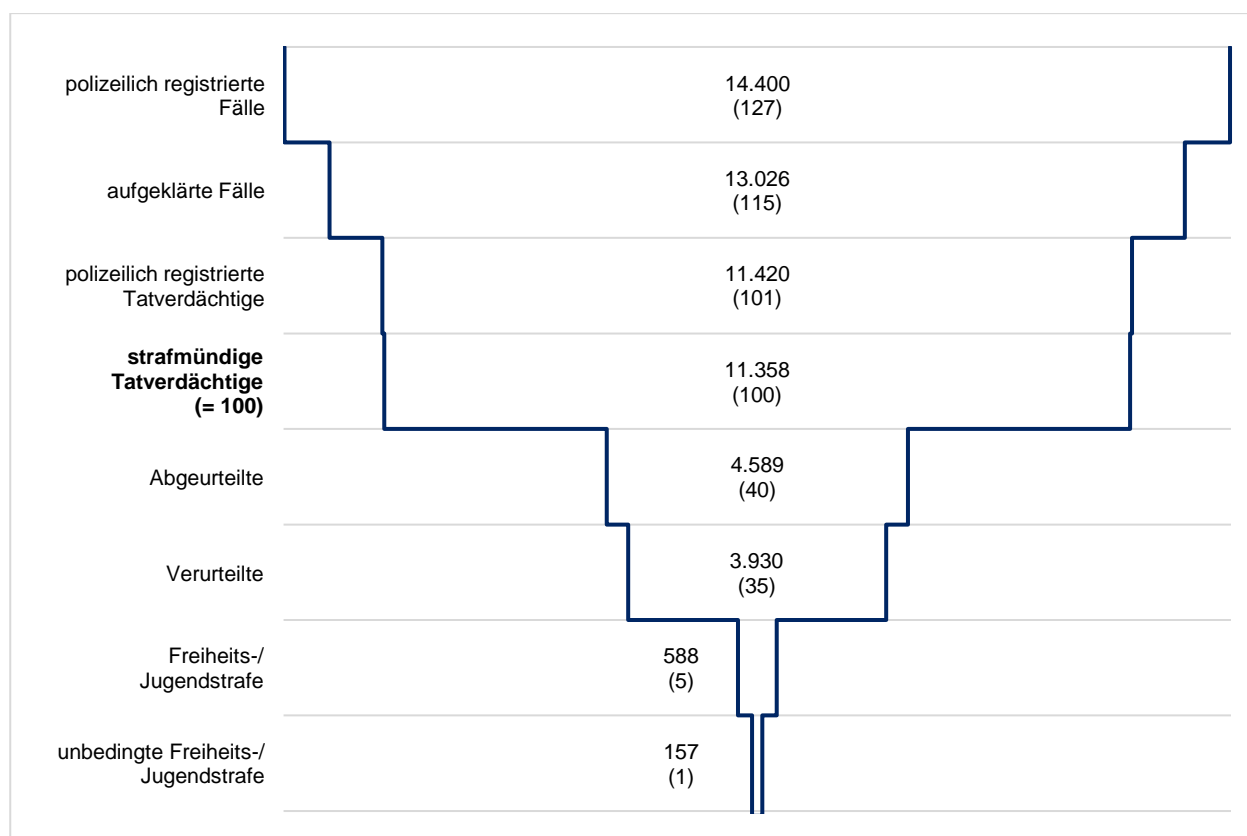 polizeilich registrierte
Fälle
14.400
(127)
aufgeklärte Fälle
13.026
(115)
polizeilich registrierte
Tatverdächtige
11.420
(101)
strafmündige
Tatverdächtige
(= 100)
11.358
(100)
Abgeurteilte
4.589
(40)
Verurteilte
3.930
(35)
Freiheits-/
Jugendstrafe
588
(5)
unbedingte Freiheits-/
Jugendstrafe
157
(1)